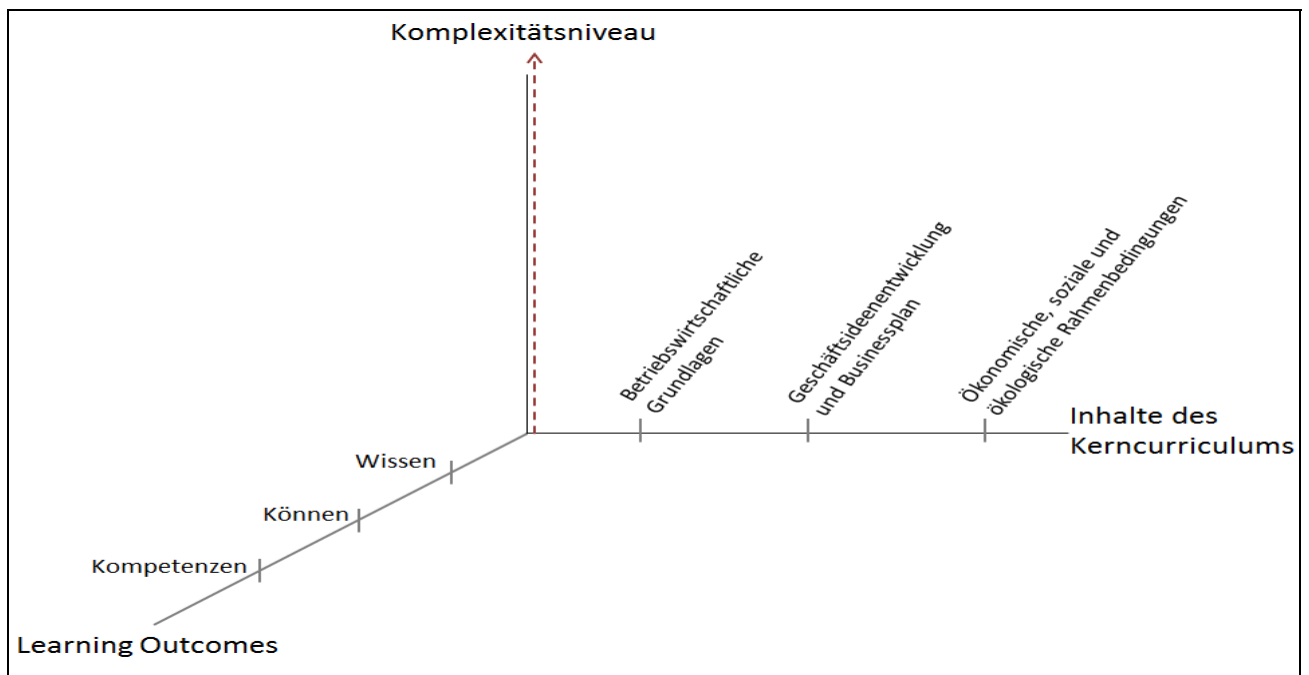 Komplexitätsniveau
Betriebswirtschaftliche
Grundlagen
Geschäftsideenentwicklung
und Businessplan
Ökonomische, soziale und
ökologische Rahmenbedingungen
Inhalte des
Kerncurriculums
Wissen
Können
Kompetenzen
Learning Outcomes